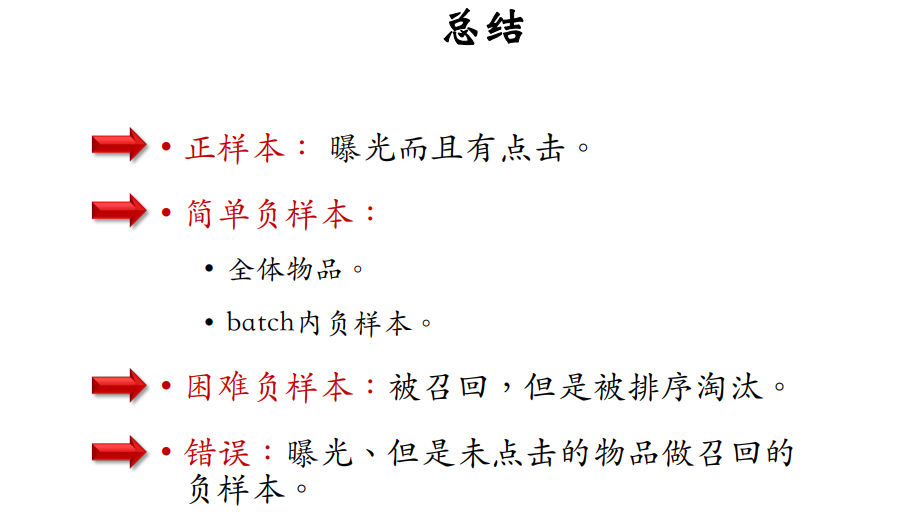 总结
• 正样本： 曝光而且有点击。
• 简单负样本：
• 全体物品。
• batch内负样本。
• 困难负样本：被召回，但是被排序淘汰。
• 错误：曝光、但是未点击的物品做召回的
负样本。